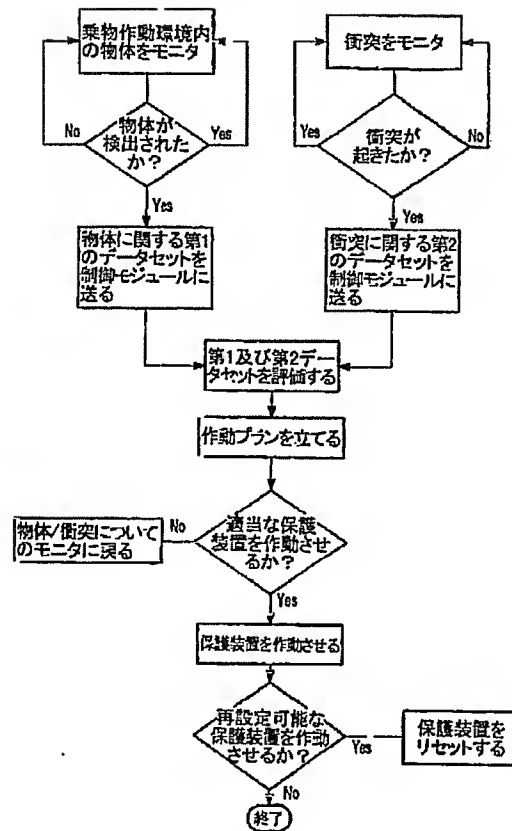 乗物作動環境内
の物体をモニタ
No
物体が
検出された
か?
Yes
Yes
物体に関する第1
のデータセットを
制御モジュールに
送る
衝突をモニタ
Yes
衝突が
起きたか?
No
Yes
衝突に関する第2
のデータセットを
制御モジュールに
送る
第1及び第2デー
タセットを評価する
作動プランを立てる
物体/衝突について
のモニタに戻る
No
適当な保護
装置を作動させ
るか?
Yes
保護装置を作動させる
再設定可能な
保護装置を作動
させるか?
Yes
保護装置を
リセットする
No
終了